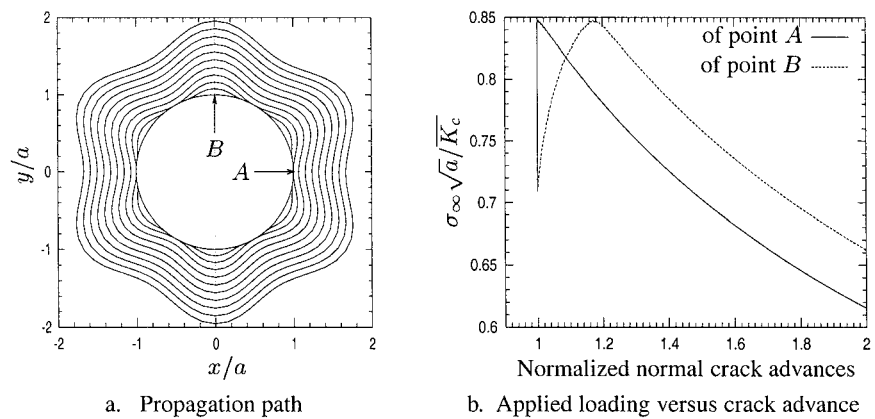 2
1
0
-1
-2
-2
-1
0
1
2
y/a
x/a
B
A
a. Propagation path
0.85
0.8
0.75
0.7
0.65
0.6
1
1.2
1.4
1.6
1.8
2
σ∞√a/K̅c̅
of point A
of point B
Normalized normal crack advances
b. Applied loading versus crack advance